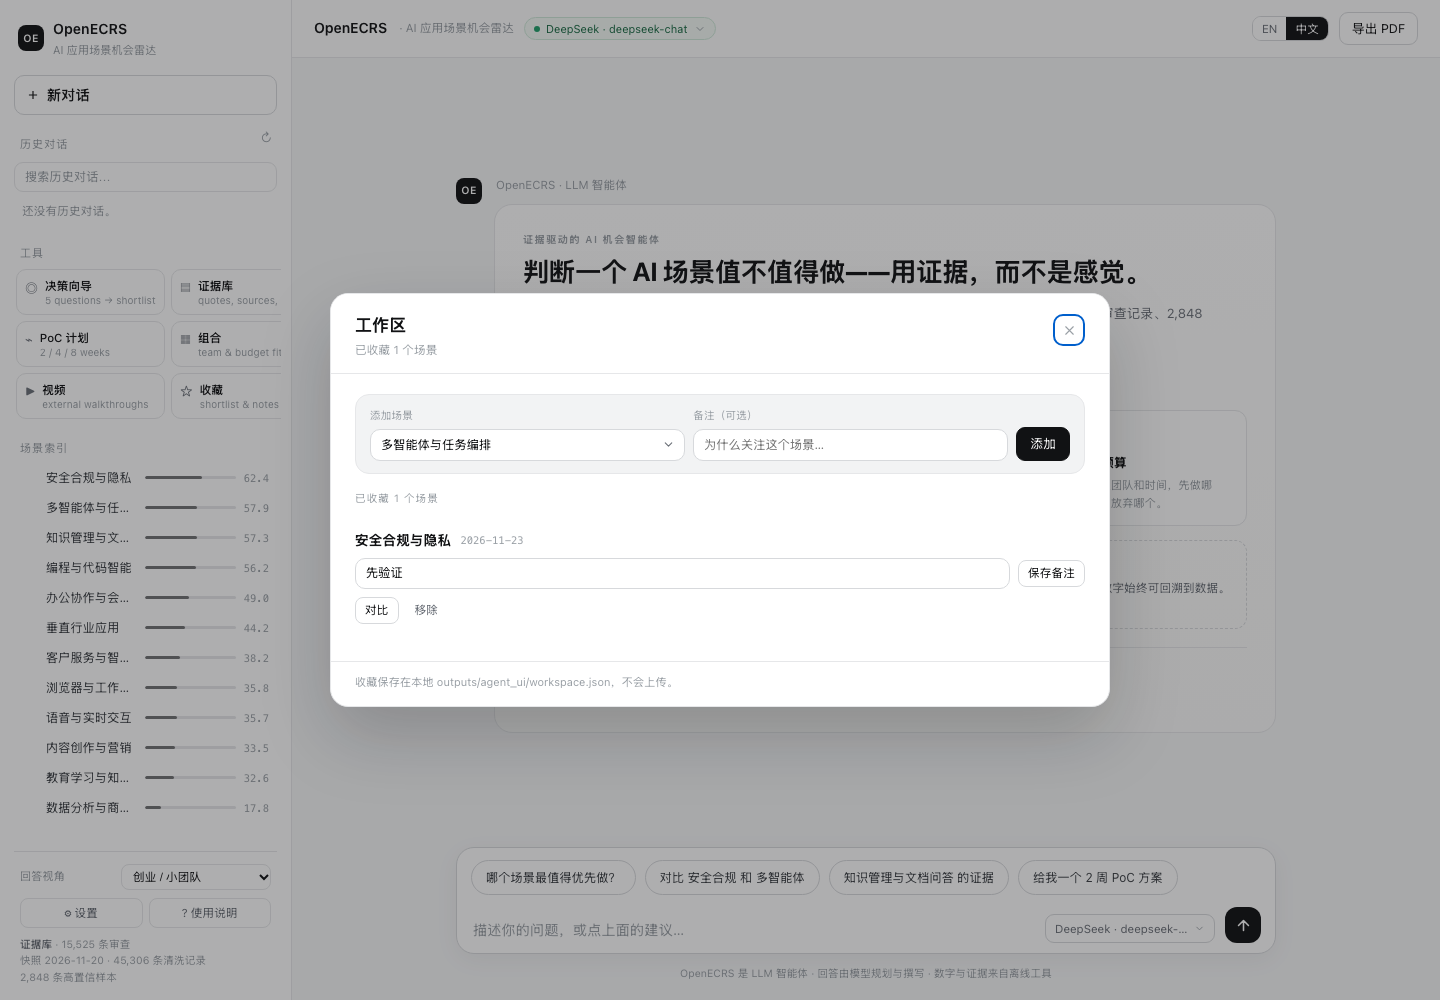 OE
OpenECRS
AI 应用场景机会雷达
+ 新对话
历史对话
搜索历史对话...
还没有历史对话。
工具
决策向导
5 questions → shortlist
证据库
quotes, sources,
PoC 计划
2 / 4 / 8 weeks
组合
team & budget fit
视频
external walkthroughs
收藏
shortlist & notes
场景索引
安全合规与隐私 62.4
多智能体与任... 57.9
知识管理与文... 57.3
编程与代码智能 56.2
办公协作与会... 49.0
垂直行业应用 44.2
客户服务与智... 38.2
浏览器与工作... 35.8
语音与实时交互 35.7
内容创作与营销 33.5
教育学习与知... 32.6
数据分析与商... 17.8
回答视角
创业 / 小团队
设置
? 使用说明
证据库 · 15,525 条审查
快照 2026-11-20 · 45,306 条清洗记录
2,848 条高置信样本
OpenECRS · AI 应用场景机会雷达
DeepSeek · deepseek-chat
EN 中文
导出 PDF
OE
OpenECRS · LLM 智能体
证据驱动的 AI 机会智能体
判断一个 AI 场景值不值得做——用证据，而不是感觉。
查记录、2,848
算
团队和时间，先做哪
放弃哪个。
字始终可回溯到数据。
工作区
已收藏 1 个场景
×
添加场景
多智能体与任务编排
备注（可选）
为什么关注这个场景...
添加
已收藏 1 个场景
安全合规与隐私 2026-11-23
先验证
保存备注
对比
移除
收藏保存在本地 outputs/agent_ui/workspace.json，不会上传。
哪个场景最值得优先做？
对比 安全合规 和 多智能体
知识管理与文档问答 的证据
给我一个 2 周 PoC 方案
描述你的问题，或点上面的建议...
DeepSeek · deepseek-...
OpenECRS 是 LLM 智能体 · 回答由模型规划与撰写 · 数字与证据来自离线工具